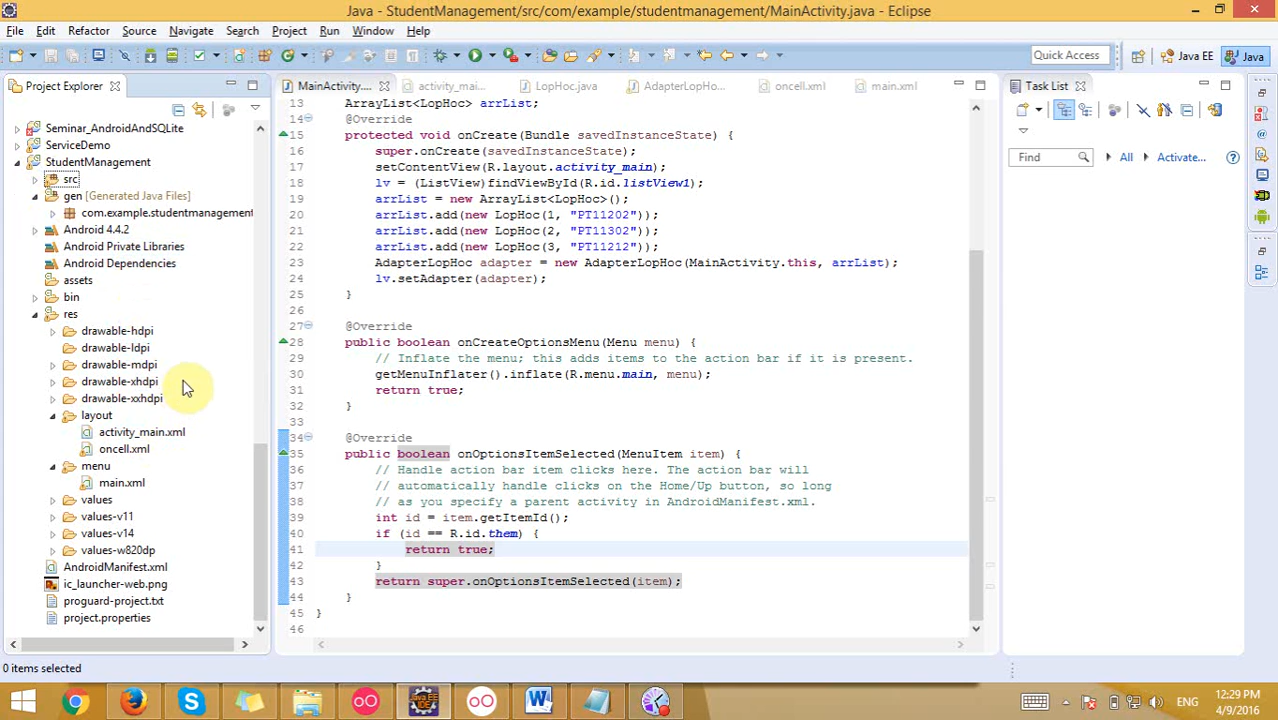 Java - StudentManagement/src/com/example/studentmanagement/MainActivity.java - Eclipse
File Edit Refactor Source Navigate Search Project Run Window Help
Quick Access
Java EE
Java
Project Explorer
Seminar_AndroidAndSQLite
ServiceDemo
StudentManagement
src
gen [Generated Java Files]
com.example.studentmanagement
Android 4.4.2
Android Private Libraries
Android Dependencies
assets
bin
res
drawable-hdpi
drawable-ldpi
drawable-mdpi
drawable-xhdpi
drawable-xxhdpi
layout
activity_main.xml
oncell.xml
menu
main.xml
values
values-v11
values-v14
values-w820dp
AndroidManifest.xml
ic_launcher-web.png
proguard-project.txt
project.properties
MainActivity.... activity_mai... LopHoc.java AdapterLopHo... oncell.xml main.xml
13 ArrayList<LopHoc> arrList;
14 @Override
15 protected void onCreate(Bundle savedInstanceState) {
16 super.onCreate(savedInstanceState);
17 setContentView(R.layout.activity_main);
18 lv = (ListView)findViewById(R.id.listView1);
19 arrList = new ArrayList<LopHoc>();
20 arrList.add(new LopHoc(1, "PT11202"));
21 arrList.add(new LopHoc(2, "PT11302"));
22 arrList.add(new LopHoc(3, "PT11212"));
23 AdapterLopHoc adapter = new AdapterLopHoc(MainActivity.this, arrList);
24 lv.setAdapter(adapter);
25 }
26
27 @Override
28 public boolean onCreateOptionsMenu(Menu menu) {
29 // Inflate the menu; this adds items to the action bar if it is present.
30 getMenuInflater().inflate(R.menu.main, menu);
31 return true;
32 }
33
34 @Override
35 public boolean onOptionsItemSelected(MenuItem item) {
36 // Handle action bar item clicks here. The action bar will
37 // automatically handle clicks on the Home/Up button, so long
38 // as you specify a parent activity in AndroidManifest.xml.
39 int id = item.getItemId();
40 if (id == R.id.them) {
41 return true;
42 }
43 return super.onOptionsItemSelected(item);
44 }
45 }
46
Task List
Find
All
Activate...
0 items selected
ENG
12:29 PM
4/9/2016